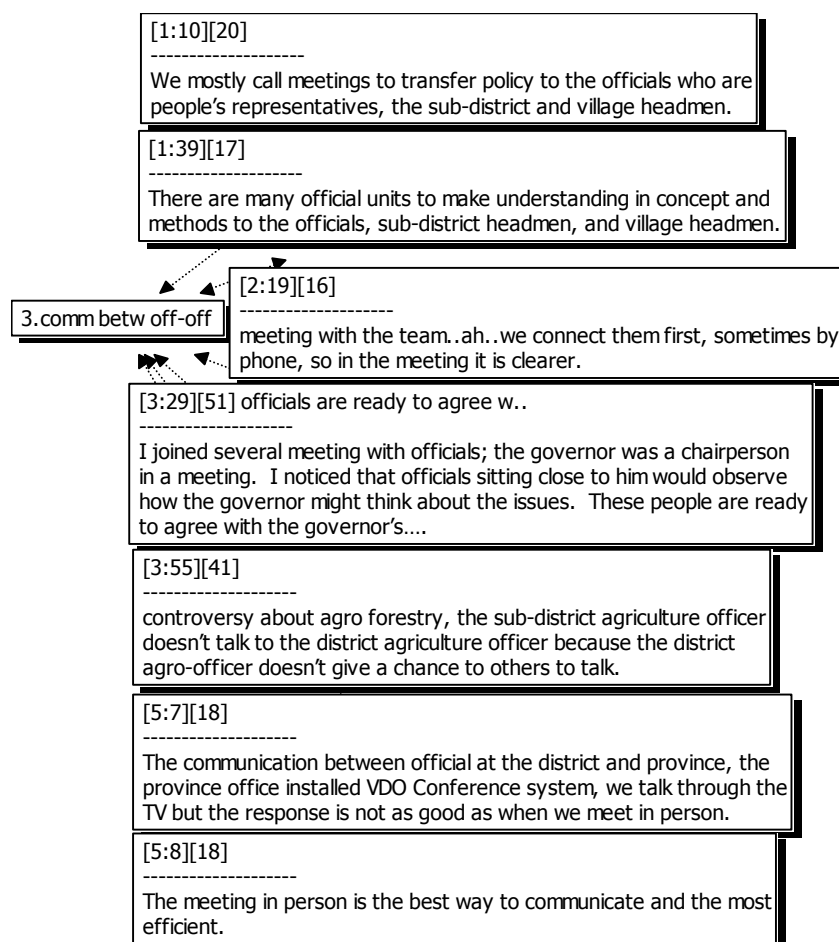 [1:10][20]
--------------------
We mostly call meetings to transfer policy to the officials who are
people's representatives, the sub-district and village headmen.
[1:39][17]
--------------------
There are many official units to make understanding in concept and
methods to the officials, sub-district headmen, and village headmen.
3.comm betw off-off
[2:19][16]
--------------------
meeting with the team..ah..we connect them first, sometimes by
phone, so in the meeting it is clearer.
[3:29][51] officials are ready to agree w..
--------------------
I joined several meeting with officials; the governor was a chairperson
in a meeting.  I noticed that officials sitting close to him would observe
how the governor might think about the issues.  These people are ready
to agree with the governor's….
[3:55][41]
--------------------
controversy about agro forestry, the sub-district agriculture officer
doesn't talk to the district agriculture officer because the district
agro-officer doesn't give a chance to others to talk.
[5:7][18]
--------------------
The communication between official at the district and province, the
province office installed VDO Conference system, we talk through the
TV but the response is not as good as when we meet in person.
[5:8][18]
--------------------
The meeting in person is the best way to communicate and the most
efficient.